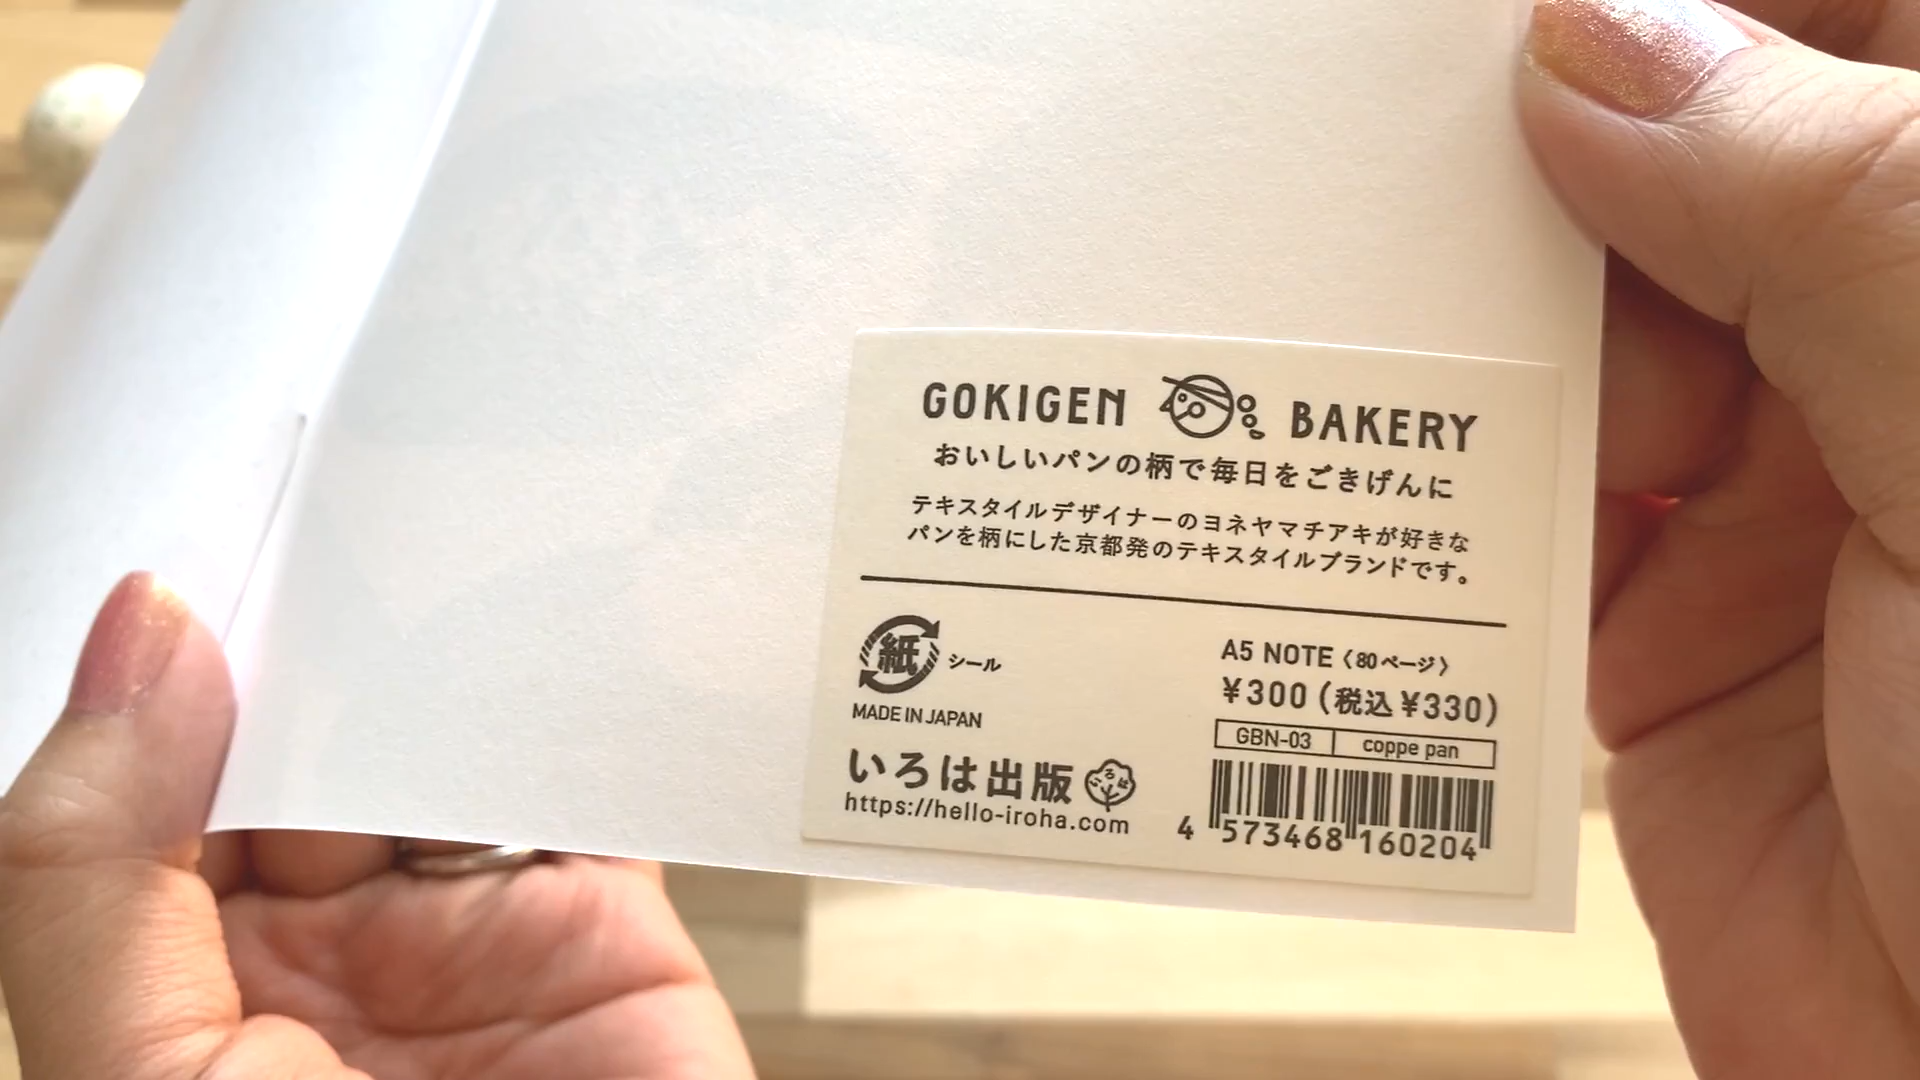 GOKIGEN BAKERY
おいしいパンの柄で毎日をごきげんに
テキスタイルデザイナーのヨネヤマチアキが好きな
パンを柄にした京都発のテキスタイルブランドです。
紙 シール
MADE IN JAPAN
いろは出版 いろは
https://hello-iroha.com
A5 NOTE〈80ページ〉
¥300(税込¥330)
GBN-03 coppe pan
4 573468 160204